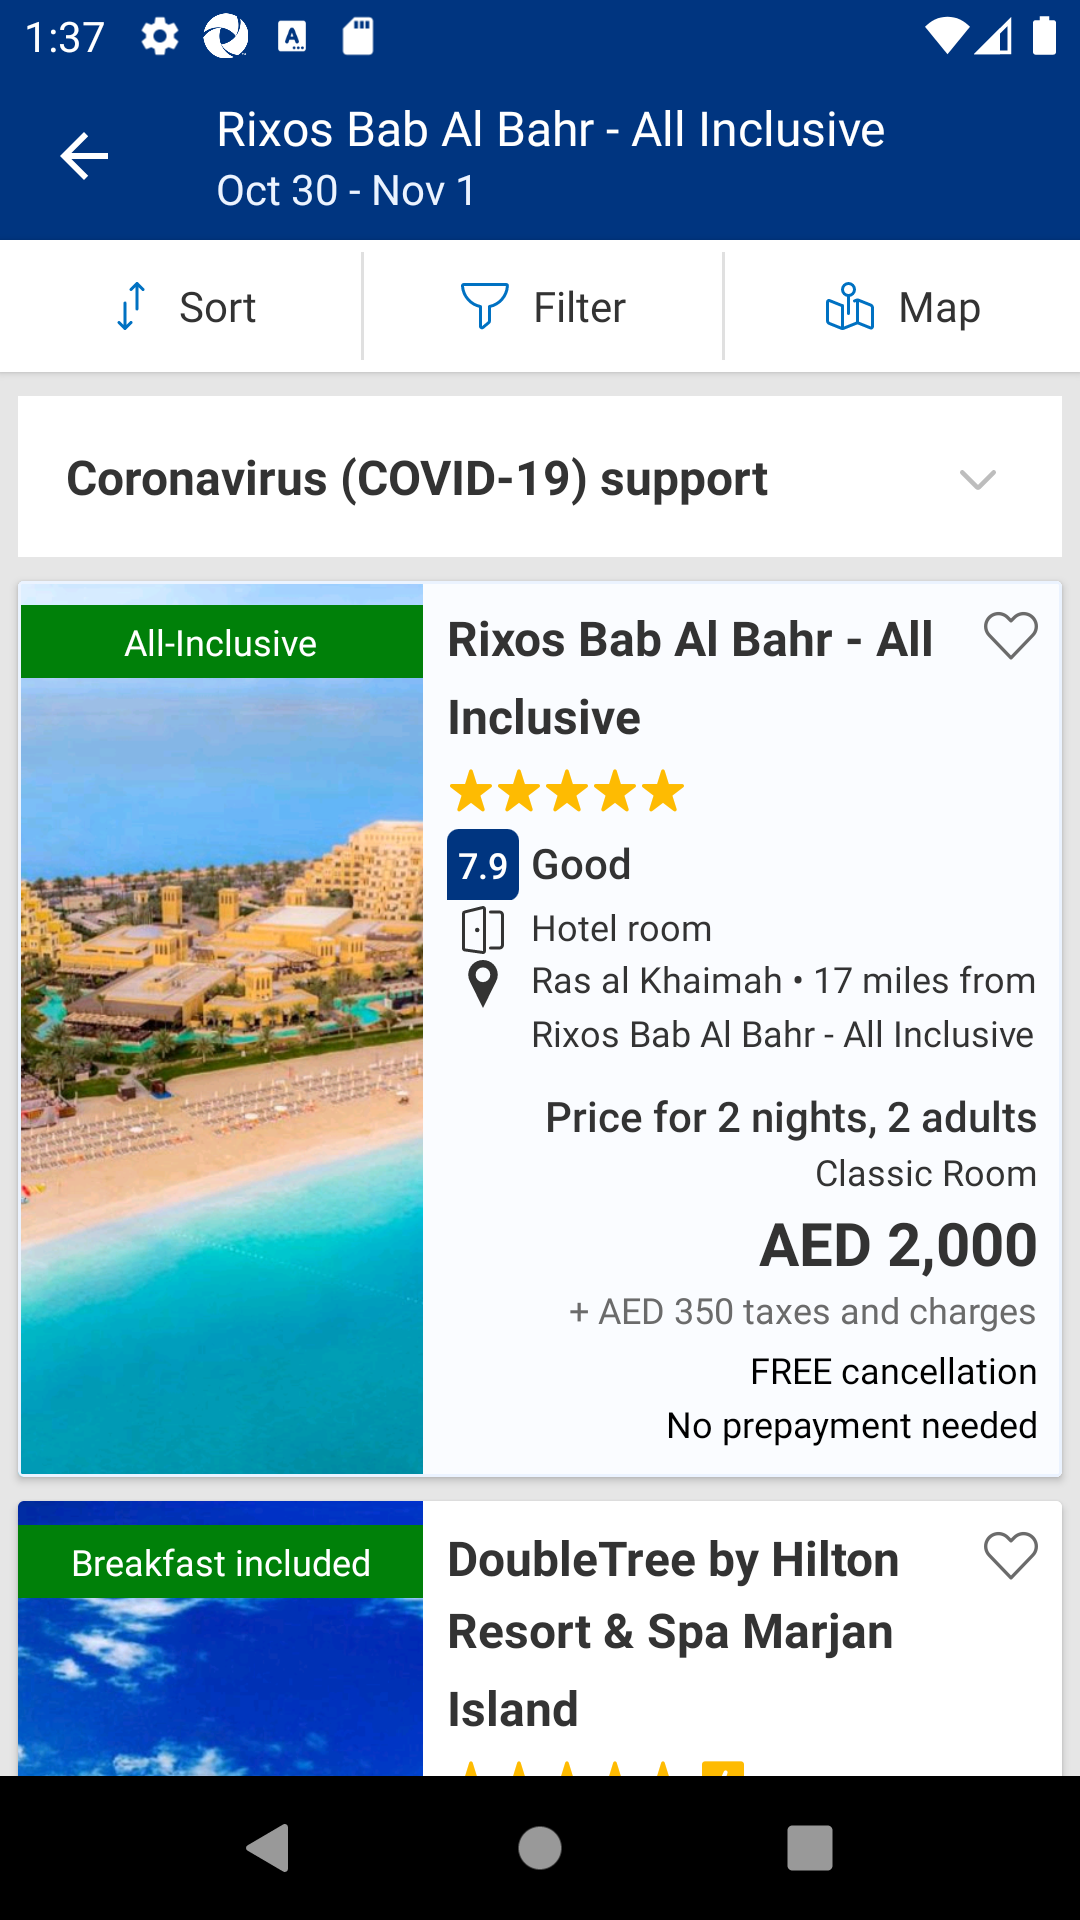 1:37
Rixos Bab Al Bahr - All Inclusive
Oct 30 - Nov 1
Sort
Filter
Map
Coronavirus (COVID-19) support
All-Inclusive
Rixos Bab Al Bahr - All
Inclusive
7.9 Good
Hotel room
Ras al Khaimah • 17 miles from
Rixos Bab Al Bahr - All Inclusive
Price for 2 nights, 2 adults
Classic Room
AED 2,000
+ AED 350 taxes and charges
FREE cancellation
No prepayment needed
Breakfast included
DoubleTree by Hilton
Resort & Spa Marjan
Island